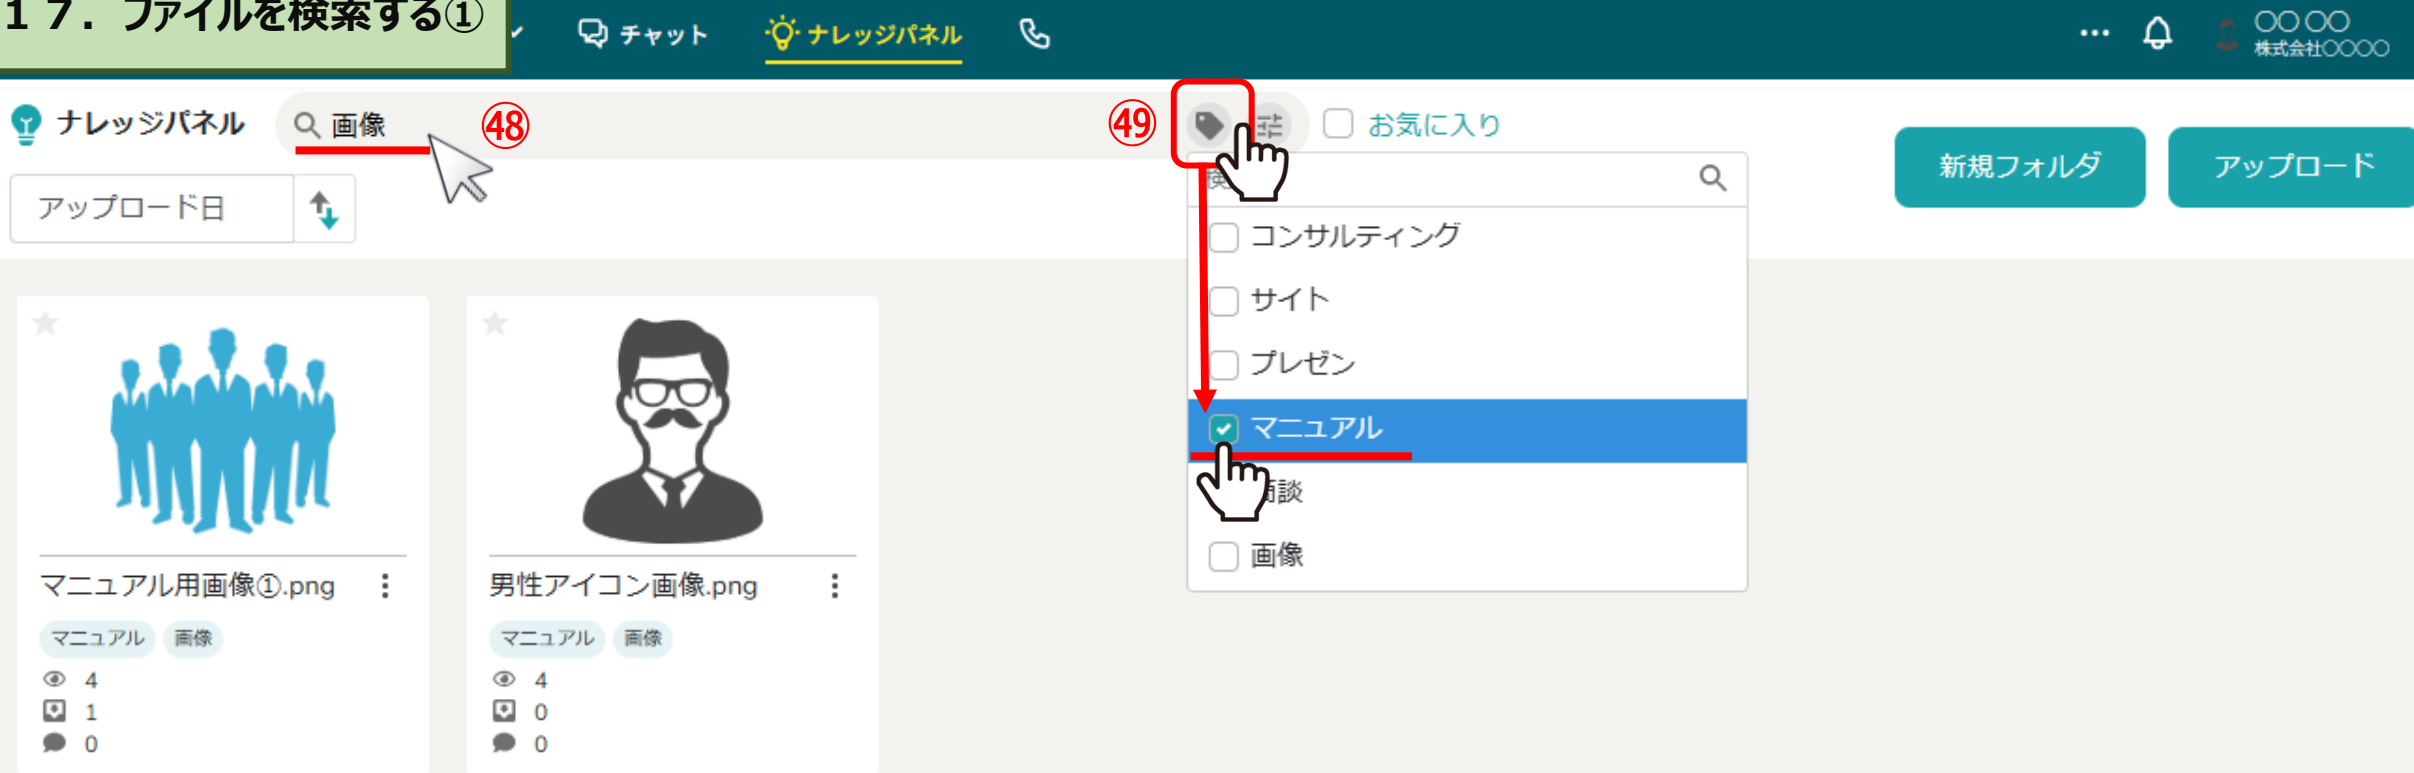 １７．ファイルを検索する①
チャット
ナレッジパネル
○○ ○○
株式会社○○○○
ナレッジパネル
画像
㊽
㊾
お気に入り
新規フォルダ
アップロード
アップロード日
コンサルティング
サイト
プレゼン
マニュアル
商談
画像
マニュアル用画像①.png
マニュアル 画像
4
1
0
男性アイコン画像.png
マニュアル 画像
4
0
0